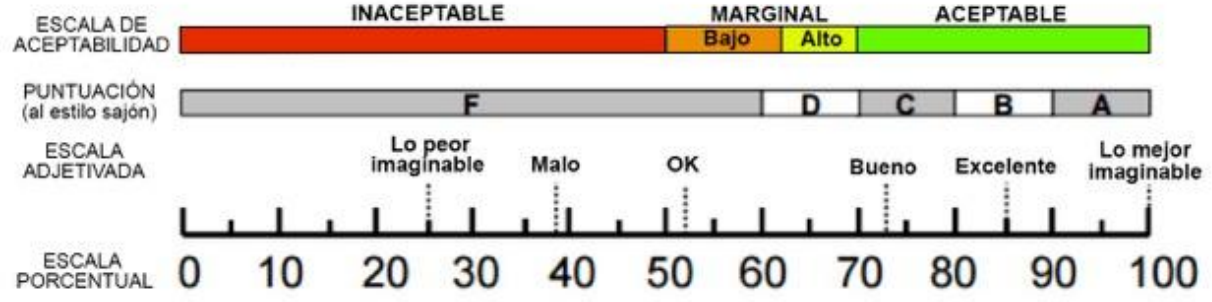 ESCALA DE
ACEPTABILIDAD
INACEPTABLE
MARGINAL
ACEPTABLE
Bajo
Alto
PUNTUACIÓN
(al estilo sajón)
F
D
C
B
A
ESCALA
ADJETIVADA
Lo peor
imaginable
Malo
OK
Bueno
Excelente
Lo mejor
imaginable
ESCALA
PORCENTUAL
0 10 20 30 40 50 60 70 80 90 100